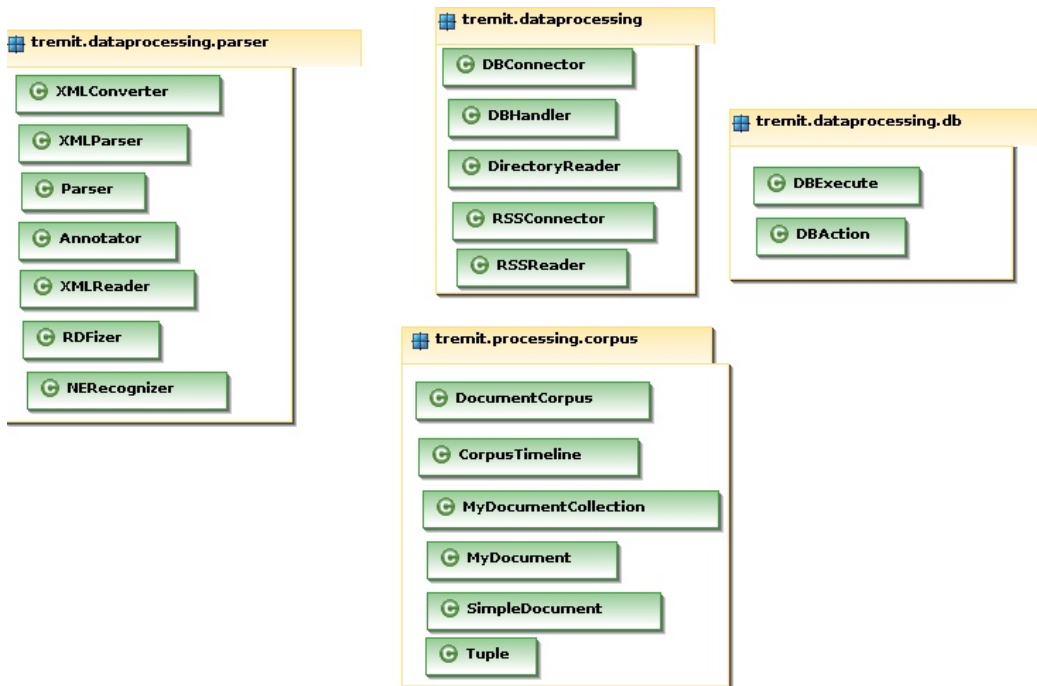 tremit.dataprocessing.parser
XMLConverter
XMLParser
Parser
Annotator
XMLReader
RDFizer
NERecognizer
tremit.dataprocessing
DBConnector
DBHandler
DirectoryReader
RSSConnector
RSSReader
tremit.dataprocessing.db
DBExecute
DBAction
tremit.processing.corpus
DocumentCorpus
CorpusTimeline
MyDocumentCollection
MyDocument
SimpleDocument
Tuple